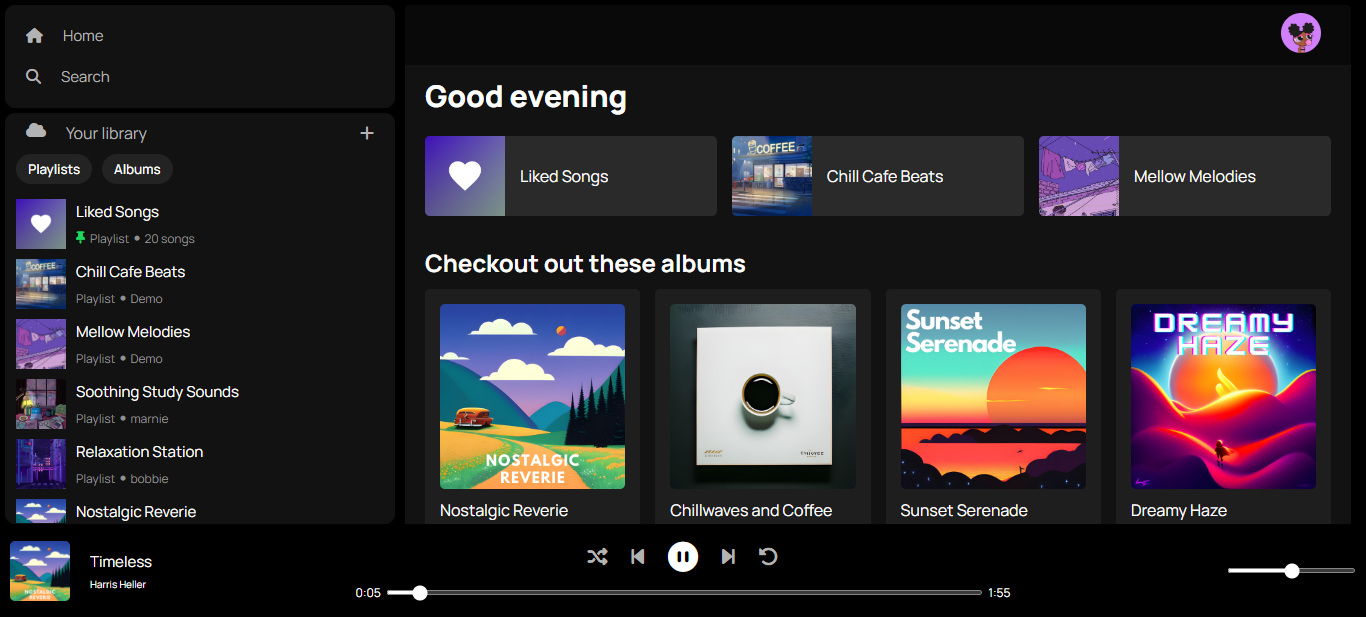 Home
Search
Your library
Playlists
Albums
Liked Songs
Playlist • 20 songs
Chill Cafe Beats
Playlist • Demo
Mellow Melodies
Playlist • Demo
Soothing Study Sounds
Playlist • marnie
Relaxation Station
Playlist • bobbie
Nostalgic Reverie
COFFEE
Good evening
Liked Songs
COFFEE
Chill Cafe Beats
Mellow Melodies
Checkout out these albums
NOSTALGIC
REVERIE
Nostalgic Reverie
Chillwaves and Coffee
Sunset
Serenade
Sunset Serenade
DREAMY
HAZE
Dreamy Haze
NOSTALGIC
REVERIE
Timeless
Harris Heller
0:05
1:55